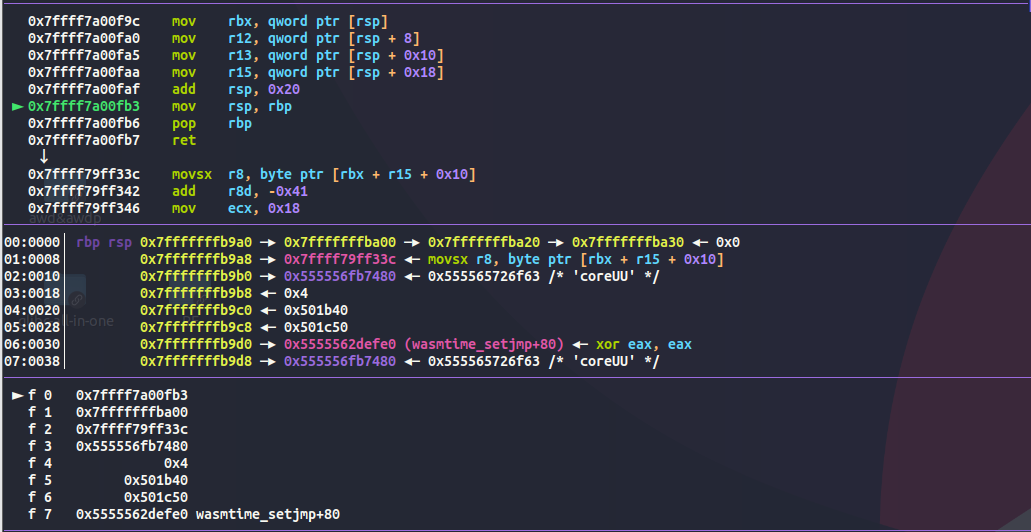 0x7ffff7a00f9c mov rbx, qword ptr [rsp]
0x7ffff7a00fa0 mov r12, qword ptr [rsp + 8]
0x7ffff7a00fa5 mov r13, qword ptr [rsp + 0x10]
0x7ffff7a00faa mov r15, qword ptr [rsp + 0x18]
0x7ffff7a00faf add rsp, 0x20
► 0x7ffff7a00fb3 mov rsp, rbp
0x7ffff7a00fb6 pop rbp
0x7ffff7a00fb7 ret
↓
0x7ffff79ff33c movsx r8, byte ptr [rbx + r15 + 0x10]
0x7ffff79ff342 add r8d, -0x41
0x7ffff79ff346 mov ecx, 0x18
awd&awdp
00:0000│ rbp rsp 0x7fffffffb9a0 —▸ 0x7fffffffba00 —▸ 0x7fffffffba20 —▸ 0x7fffffffba30 ◂— 0x0
01:0008│ 0x7fffffffb9a8 —▸ 0x7ffff79ff33c ◂— movsx r8, byte ptr [rbx + r15 + 0x10]
02:0010│ 0x7fffffffb9b0 —▸ 0x555556fb7480 ◂— 0x555565726f63 /* 'coreUU' */
03:0018│ 0x7fffffffb9b8 ◂— 0x4
04:0020│ 0x7fffffffb9c0 ◂— 0x501b40
05:0028│ 0x7fffffffb9c8 ◂— 0x501c50
-in-one
06:0030│ 0x7fffffffb9d0 —▸ 0x5555562defe0 (wasmtime_setjmp+80) ◂— xor eax, eax
07:0038│ 0x7fffffffb9d8 —▸ 0x555556fb7480 ◂— 0x555565726f63 /* 'coreUU' */
► f 0 0x7ffff7a00fb3
f 1 0x7fffffffba00
f 2 0x7ffff79ff33c
f 3 0x555556fb7480
f 4 0x4
f 5 0x501b40
f 6 0x501c50
f 7 0x5555562defe0 wasmtime_setjmp+80